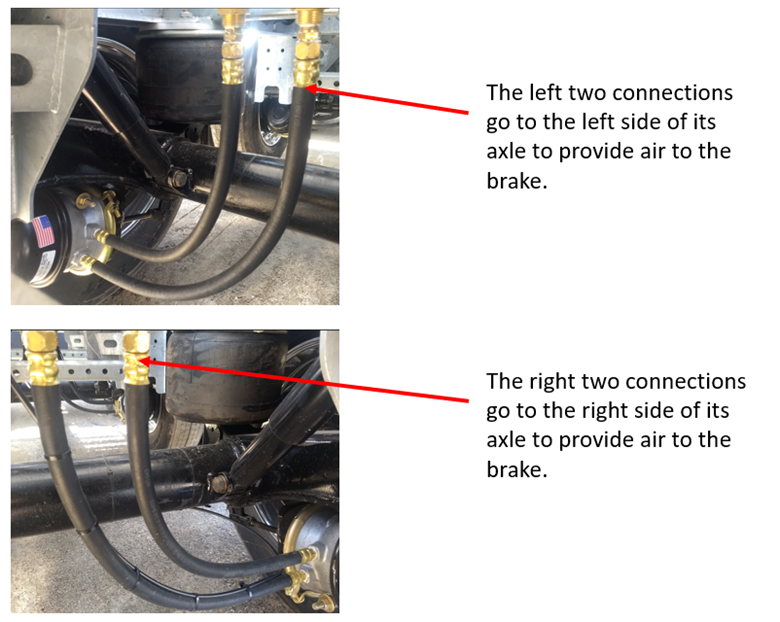 The left two connections
go to the left side of its
axle to provide air to the
brake.
The right two connections
go to the right side of its
axle to provide air to the
brake.